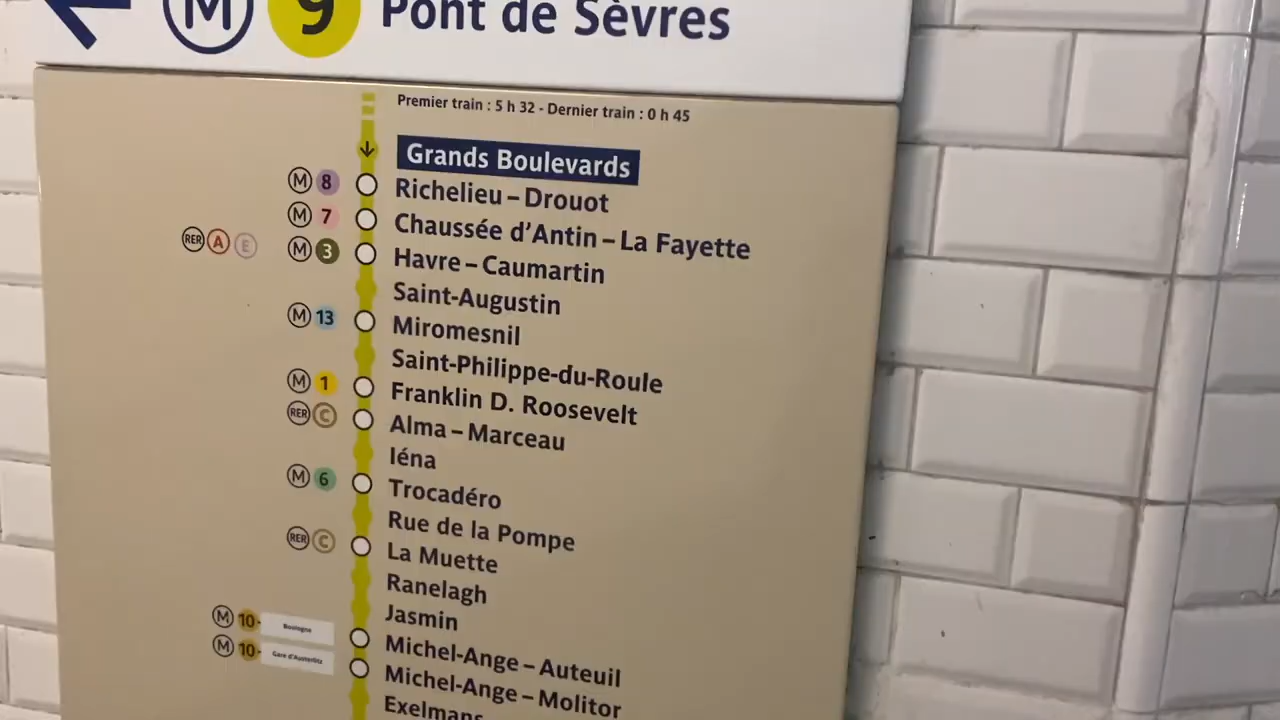 M 9 Pont de Sèvres
Premier train : 5 h 32 - Dernier train : 0 h 45
Grands Boulevards
M 8 Richelieu – Drouot
M 7 Chaussée d'Antin – La Fayette
RER A E M 3 Havre – Caumartin
Saint-Augustin
M 13 Miromesnil
Saint-Philippe-du-Roule
M 1 Franklin D. Roosevelt
RER C Alma – Marceau
Iéna
M 6 Trocadéro
Rue de la Pompe
RER C La Muette
Ranelagh
Jasmin
M 10 - Boulogne Michel-Ange – Auteuil
M 10 - Gare d'Austerlitz Michel-Ange – Molitor
Exelmans